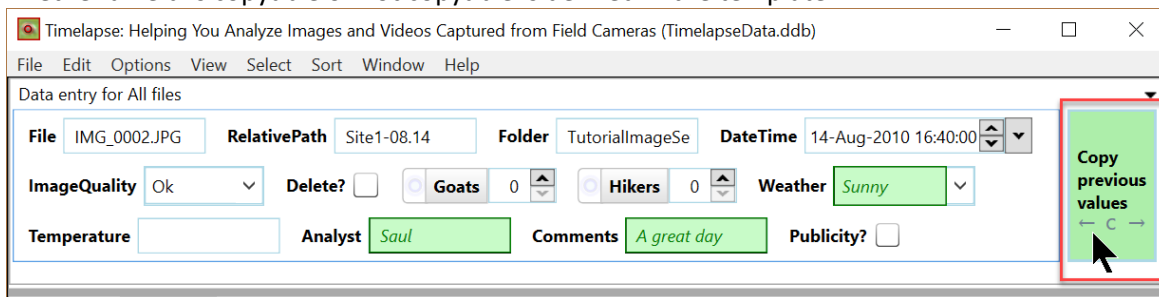 Timelapse: Helping You Analyze Images and Videos Captured from Field Cameras (TimelapseData.ddb)
File Edit Options View Select Sort Window Help
Data entry for All files
File IMG_0002.JPG RelativePath Site1-08.14 Folder TutorialImageSe DateTime 14-Aug-2010 16:40:00
ImageQuality Ok Delete? Goats 0 Hikers 0 Weather Sunny
Temperature Analyst Saul Comments A great day Publicity?
Copy
previous
values
← C →